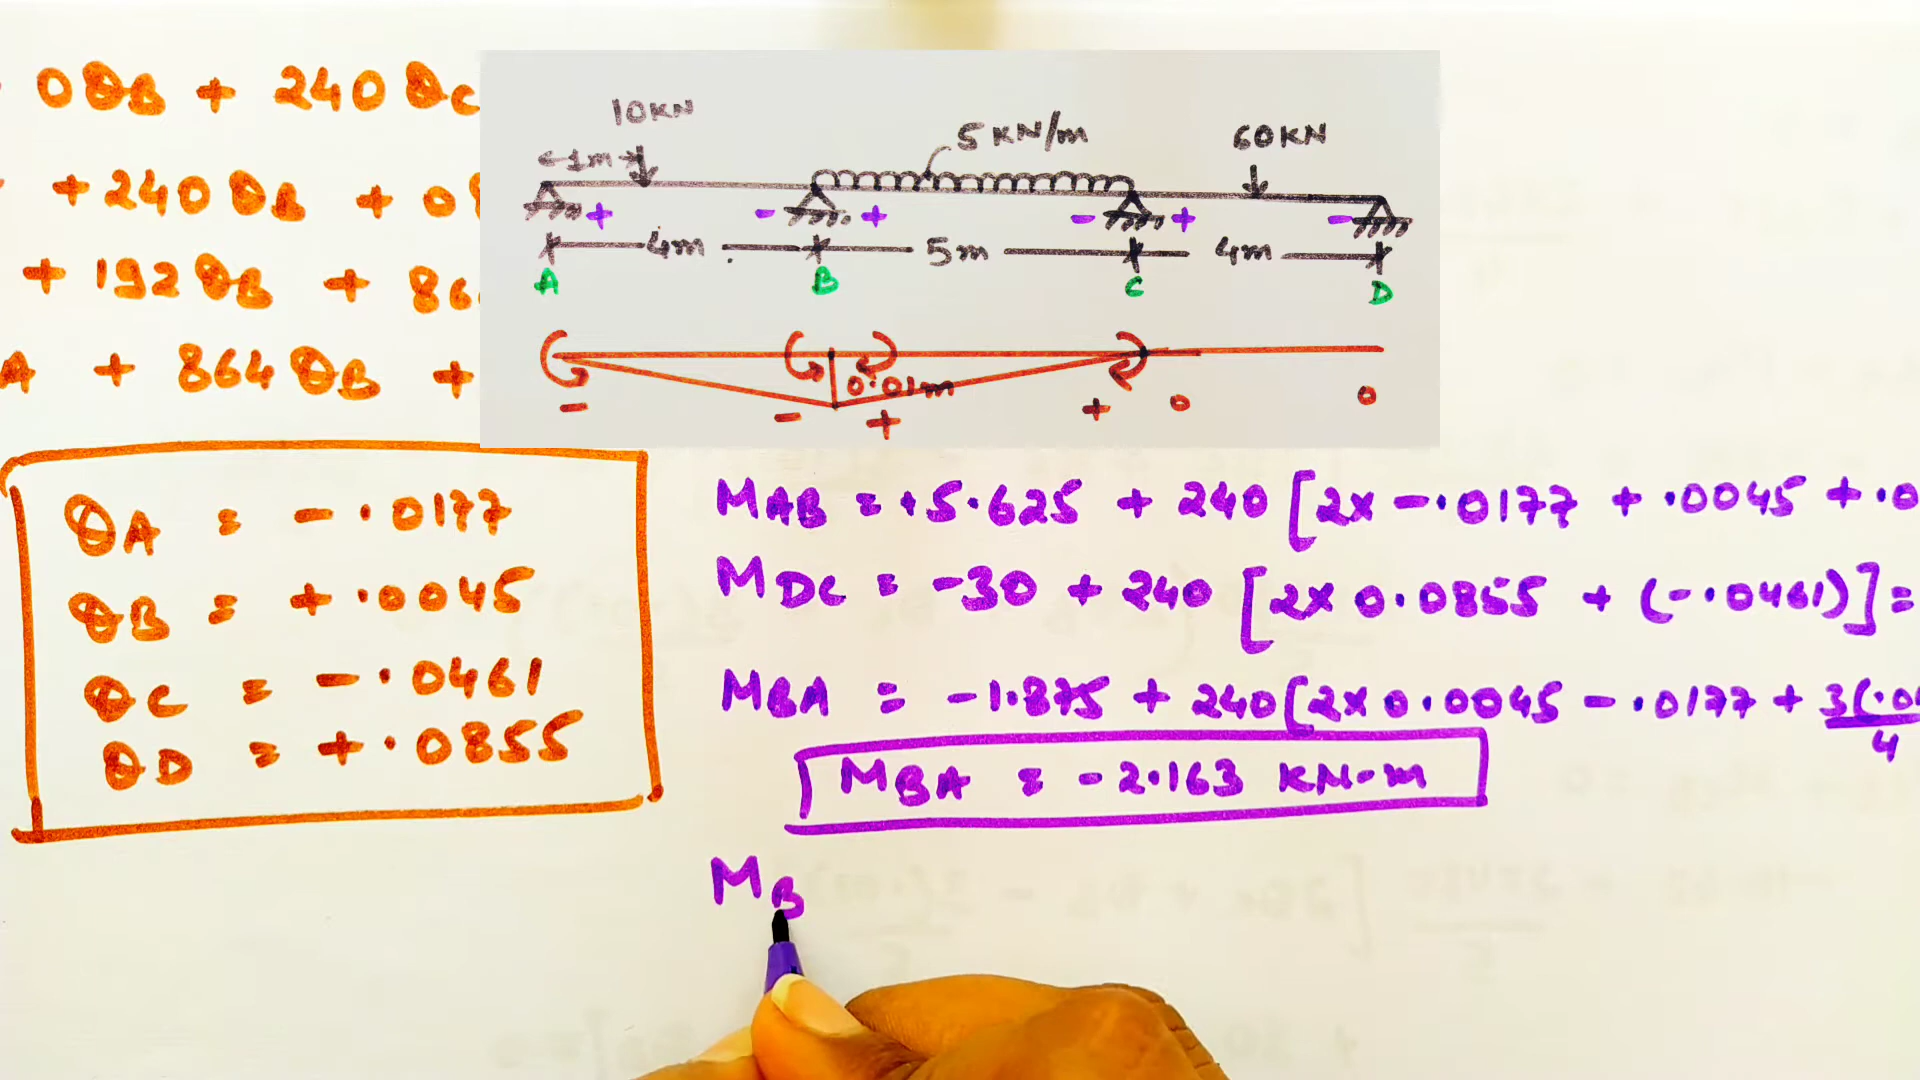 0θB + 240 θC
+240 θB + 0θ
+ 192 θB + 86
A + 864 θB +
10KN
5 KN/m
60KN
1m
+ - + - + -
4m 5m 4m
A B C D
0.01m
- - + + 0 0
θA = -.0177
θB = +.0045
θC = -.0461
θD = +.0855
MAB = +5.625 + 240 [2x -.0177 + .0045 + .0
MDC = -30 + 240 [2x 0.0855 + (-.0461)] =
MBA = -1.875 + 240 [2x 0.0045 - .0177 + 3(.0
4
MBA = -2.163 KN-m
MB